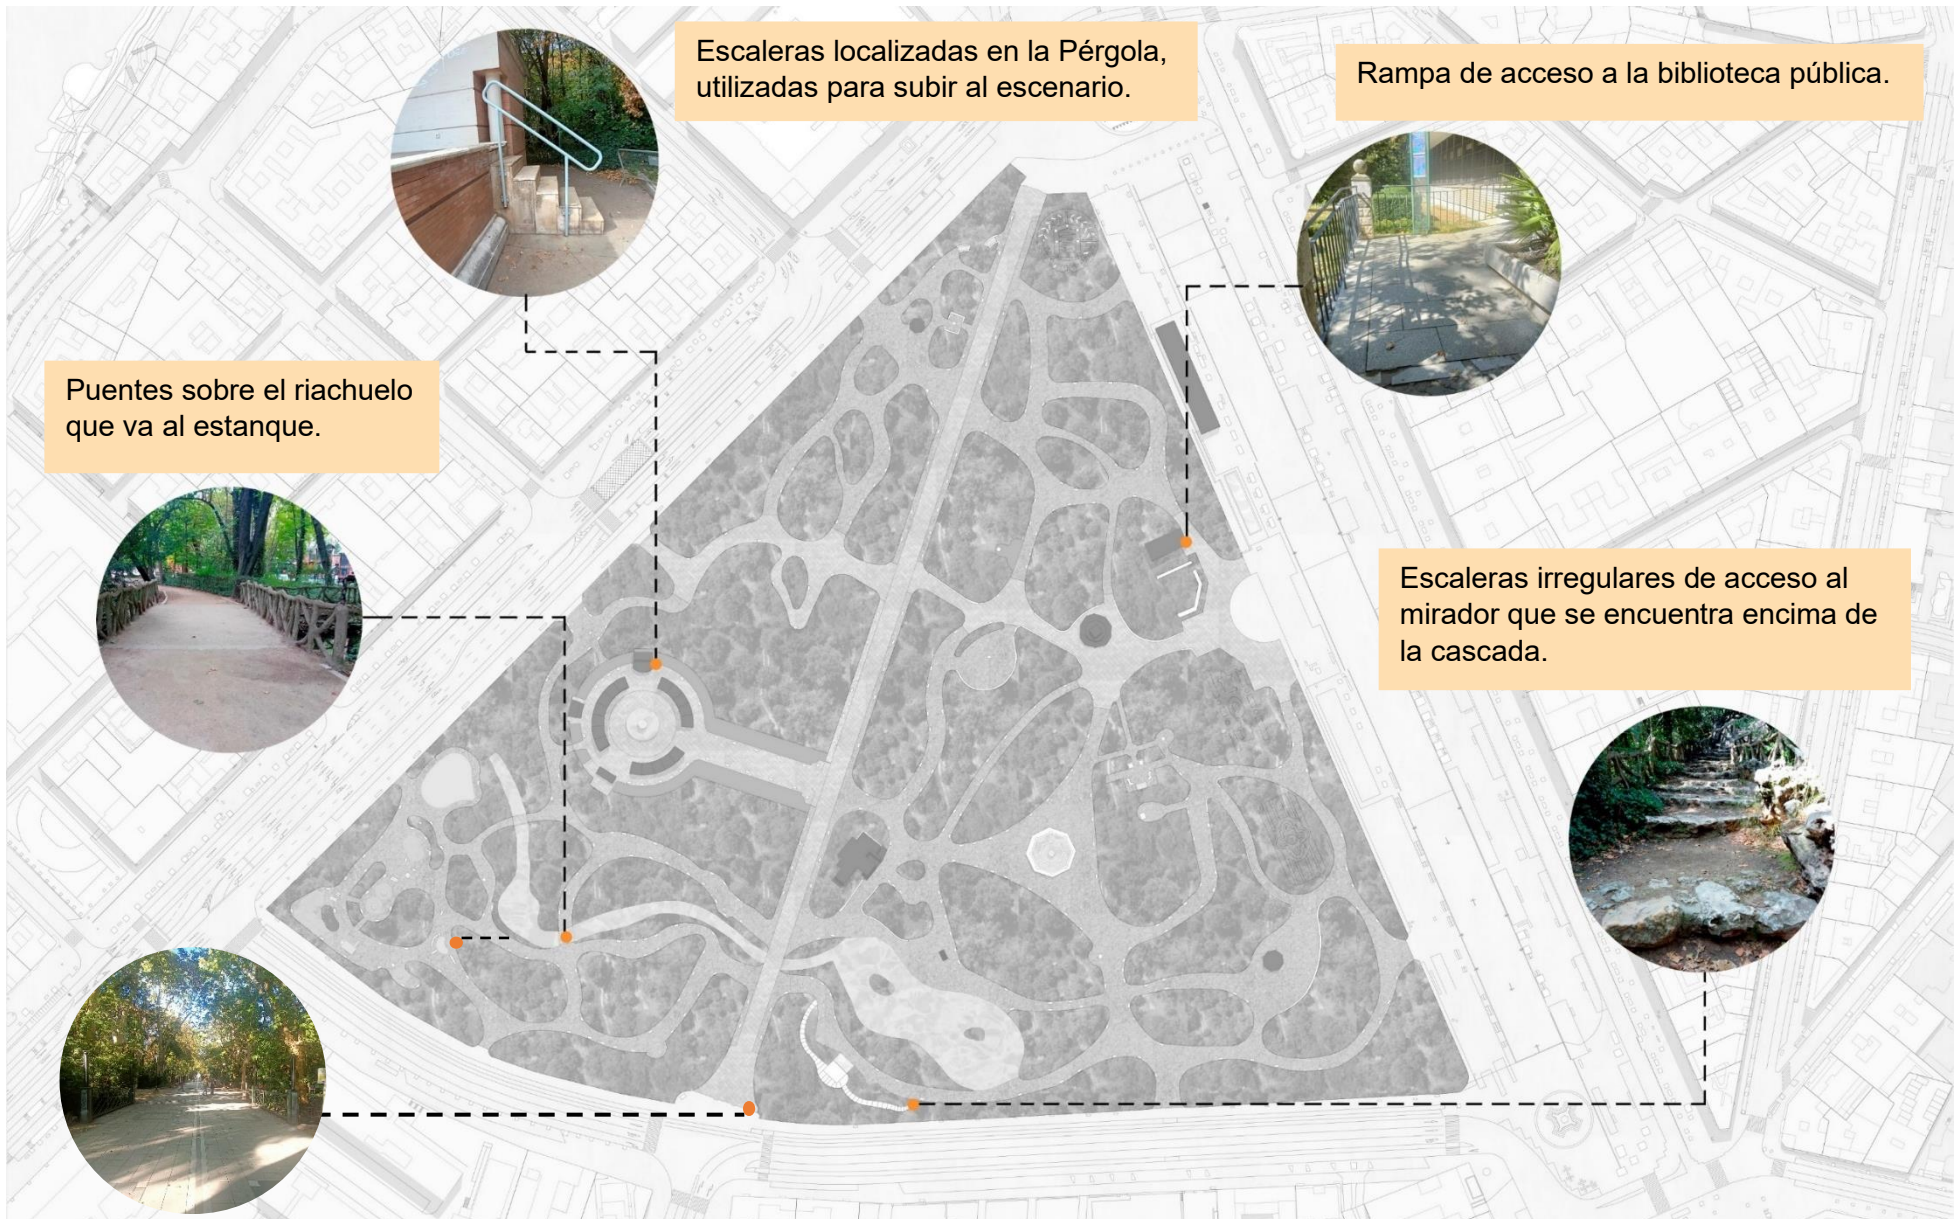 Escaleras localizadas en la Pérgola,
utilizadas para subir al escenario.
Rampa de acceso a la biblioteca pública.
Puentes sobre el riachuelo
que va al estanque.
Escaleras irregulares de acceso al
mirador que se encuentra encima de
la cascada.